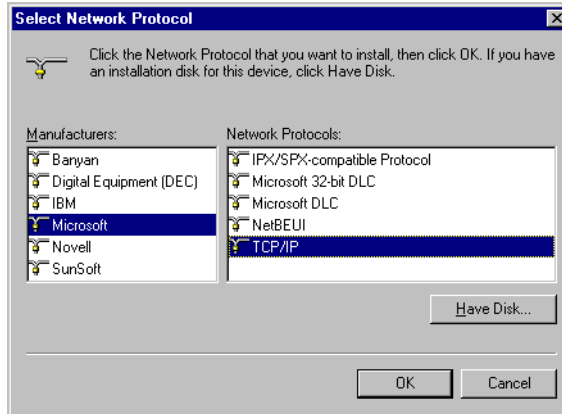 Select Network Protocol
Click the Network Protocol that you want to install, then click OK. If you have
an installation disk for this device, click Have Disk.
Manufacturers:
Banyan
Digital Equipment (DEC)
IBM
Microsoft
Novell
SunSoft
Network Protocols:
IPX/SPX-compatible Protocol
Microsoft 32-bit DLC
Microsoft DLC
NetBEUI
TCP/IP
Have Disk...
OK
Cancel